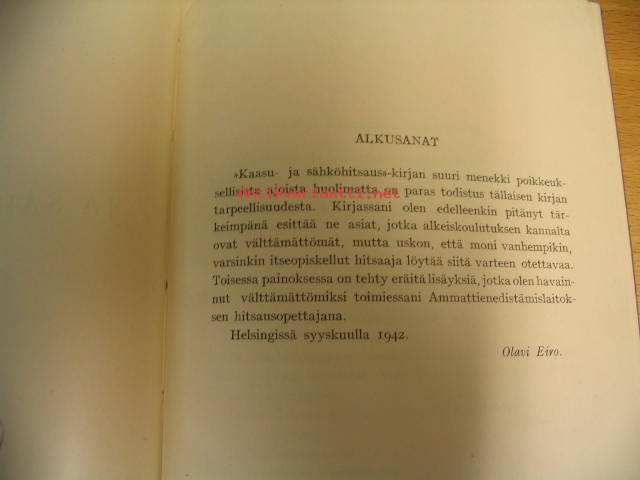 ALKUSANAT
»Kaasu- ja sähköhitsaus»-kirjan suuri menekki poikkeuk-
sellisista ajoista huolimatta on paras todistus tällaisen kirjan
tarpeellisuudesta. Kirjassani olen edelleenkin pitänyt tär-
keimpänä esittää ne asiat, jotka alkeiskoulutuksen kannalta
ovat välttämättömät, mutta uskon, että moni vanhempikin,
varsinkin itseopiskellut hitsaaja löytää siitä varteen otettavaa.
Toisessa painoksessa on tehty eräitä lisäyksiä, jotka olen havain-
nut välttämättömiksi toimiessani Ammattienedistämislaitok-
sen hitsausopettajana.
Helsingissä syyskuulla 1942.
Olavi Eiro.